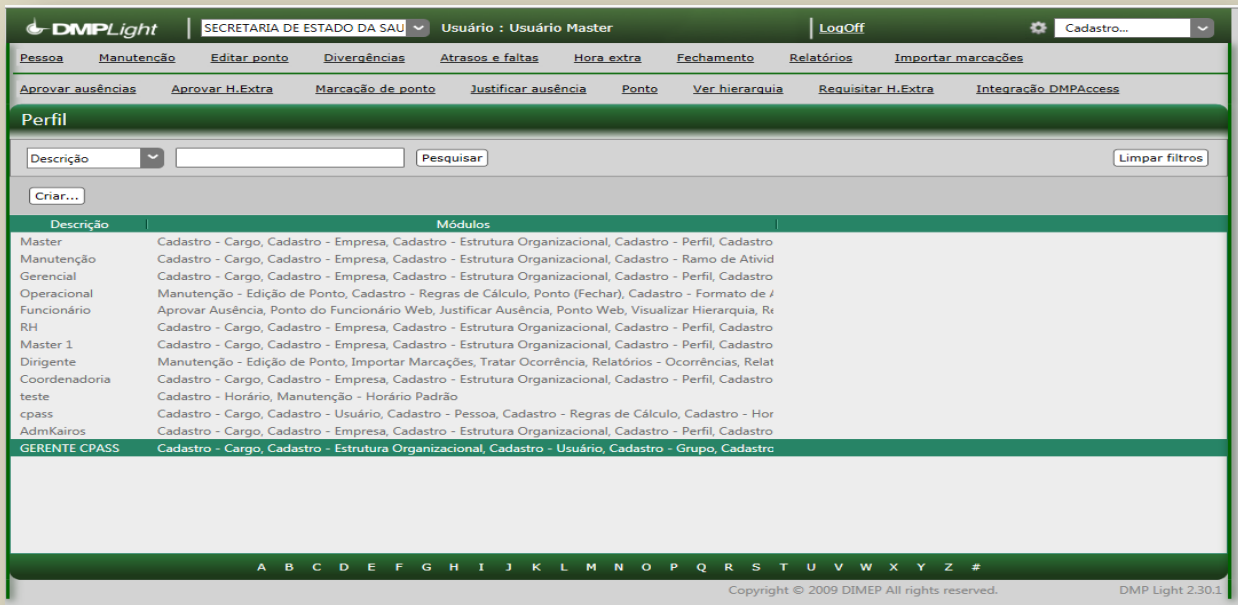 DMPLight SECRETARIA DE ESTADO DA SAU Usuário : Usuário Master LogOff Cadastro...
Pessoa Manutenção Editar ponto Divergências Atrasos e faltas Hora extra Fechamento Relatórios Importar marcações
Aprovar ausências Aprovar H.Extra Marcação de ponto Justificar ausência Ponto Ver hierarquia Requisitar H.Extra Integração DMPAccess
Perfil
Descrição Pesquisar Limpar filtros
Criar...
Descrição Módulos
Master Cadastro - Cargo, Cadastro - Empresa, Cadastro - Estrutura Organizacional, Cadastro - Perfil, Cadastro
Manutenção Cadastro - Cargo, Cadastro - Empresa, Cadastro - Estrutura Organizacional, Cadastro - Ramo de Ativid
Gerencial Cadastro - Cargo, Cadastro - Empresa, Cadastro - Estrutura Organizacional, Cadastro - Perfil, Cadastro
Operacional Manutenção - Edição de Ponto, Cadastro - Regras de Cálculo, Ponto (Fechar), Cadastro - Formato de
Funcionário Aprovar Ausência, Ponto do Funcionário Web, Justificar Ausência, Ponto Web, Visualizar Hierarquia, Re
RH Cadastro - Cargo, Cadastro - Empresa, Cadastro - Estrutura Organizacional, Cadastro - Perfil, Cadastro
Master 1 Cadastro - Cargo, Cadastro - Empresa, Cadastro - Estrutura Organizacional, Cadastro - Perfil, Cadastro
Dirigente Manutenção - Edição de Ponto, Importar Marcações, Tratar Ocorrência, Relatórios - Ocorrências, Relat
Coordenadoria Cadastro - Cargo, Cadastro - Empresa, Cadastro - Estrutura Organizacional, Cadastro - Perfil, Cadastro
teste Cadastro - Horário, Manutenção - Horário Padrão
cpass Cadastro - Cargo, Cadastro - Usuário, Cadastro - Pessoa, Cadastro - Regras de Cálculo, Cadastro - Hor
AdmKairos Cadastro - Cargo, Cadastro - Empresa, Cadastro - Estrutura Organizacional, Cadastro - Perfil, Cadastro
GERENTE CPASS Cadastro - Cargo, Cadastro - Estrutura Organizacional, Cadastro - Usuário, Cadastro - Grupo, Cadastro
A B C D E F G H I J K L M N O P Q R S T U V W X Y Z #
Copyright © 2009 DIMEP All rights reserved. DMP Light 2.30.1